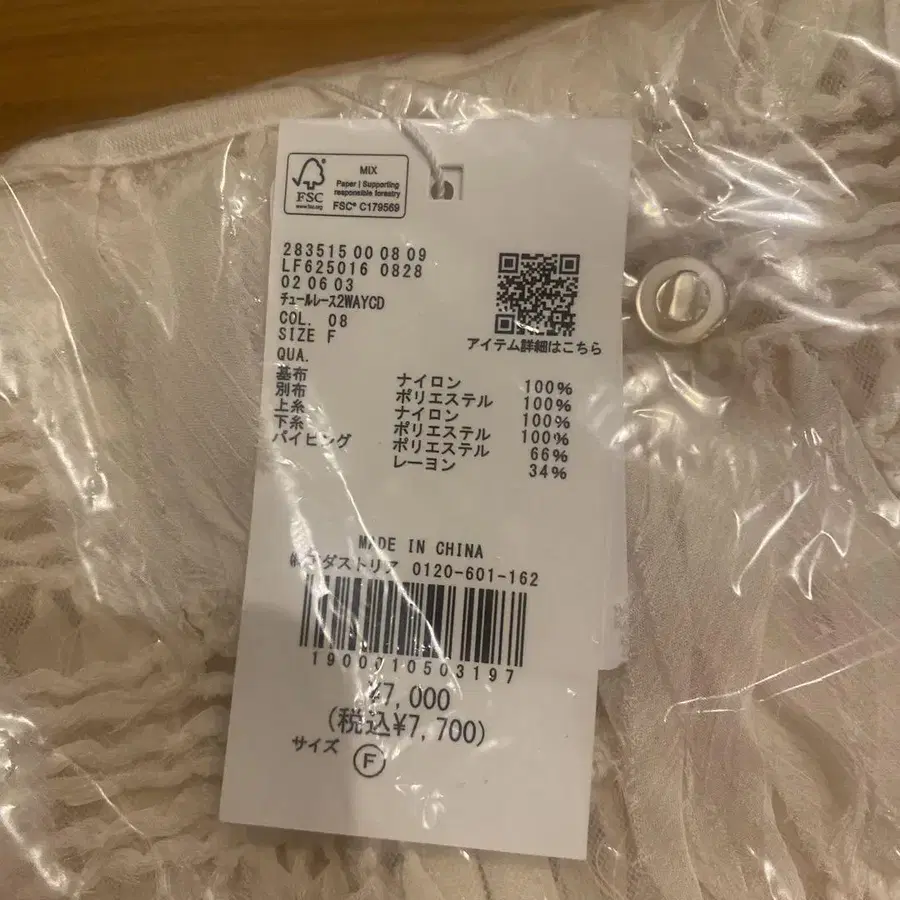 MIX
Paper | Supporting
responsible forestry
FSC
www.fsc.org
FSC® C179569
283515 00 08 09
LF625016 0828
02 06 03
ﾁｭｰﾙﾚｰｽ2WAYCD
COL. 08
SIZE F
アイテム詳細はこちら
QUA.
基布 ナイロン 100%
別布 ポリエステル 100%
上糸 ナイロン 100%
下糸 ポリエステル 100%
パイピング ポリエステル 66%
レーヨン 34%
MADE IN CHINA
ダストリア 0120-601-162
1900010503197
¥7,000
(税込¥7,700)
サイズ F